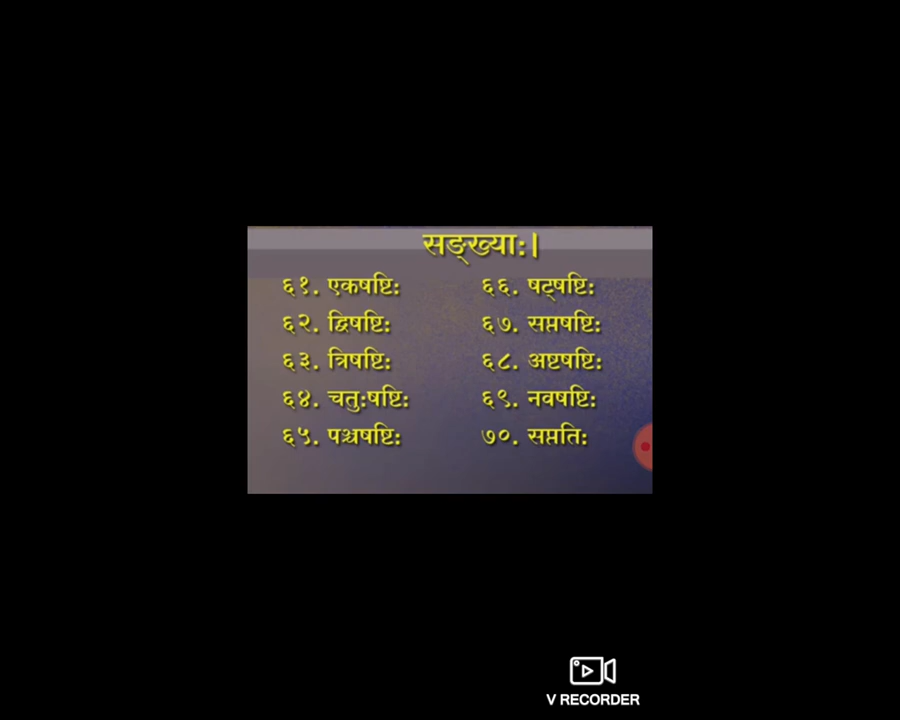 सङ्ख्याः।
६१. एकषष्टिः
६२. द्विषष्टिः
६३. त्रिषष्टिः
६४. चतुःषष्टिः
६५. पञ्चषष्टिः
६६. षट्षष्टिः
६७. सप्तषष्टिः
६८. अष्टषष्टिः
६९. नवषष्टिः
७०. सप्ततिः
V RECORDER